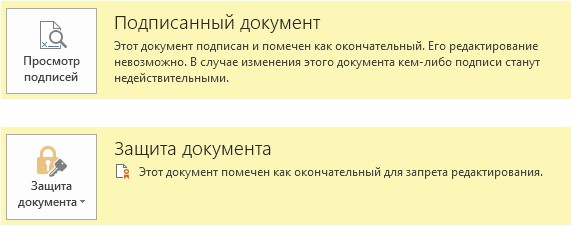 Просмотр
подписей
Подписанный документ
Этот документ подписан и помечен как окончательный. Его редактирование
невозможно. В случае изменения этого документа кем-либо подписи станут
недействительными.
Защита
документа
Защита документа
Этот документ помечен как окончательный для запрета редактирования.